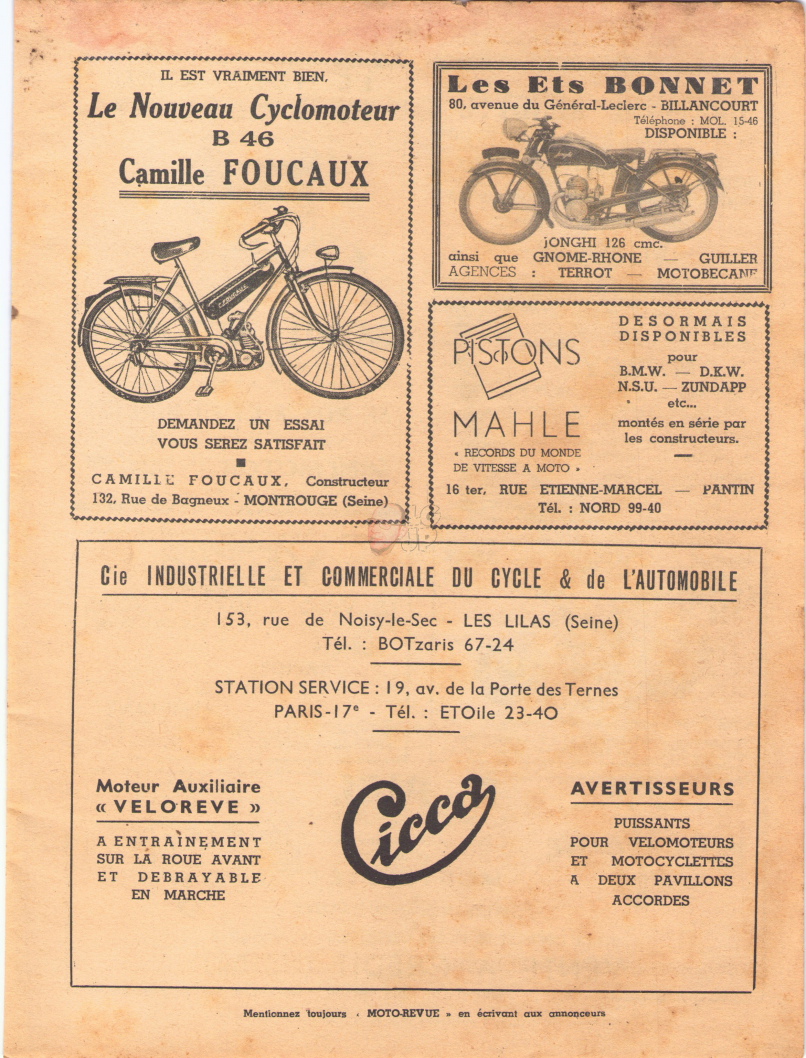 IL EST VRAIMENT BIEN,
Le Nouveau Cyclomoteur
B 46
Camille FOUCAUX
C.FOUCAUX
DEMANDEZ UN ESSAI
VOUS SEREZ SATISFAIT
CAMILLE FOUCAUX, Constructeur
132, Rue de Bagneux - MONTROUGE (Seine)
Les Ets BONNET
80, avenue du Général-Leclerc - BILLANCOURT
Téléphone : MOL. 15-46
DISPONIBLE :
jONGHI 126 cmc.
ainsi que GNOME-RHONE — GUILLER
AGENCES : TERROT — MOTOBECANE
PISTONS
MAHLE
« RECORDS DU MONDE
DE VITESSE A MOTO »
DESORMAIS
DISPONIBLES
pour
B.M.W. — D.K.W.
N.S.U. — ZUNDAPP
etc...
montés en série par
les constructeurs.
16 ter, RUE ETIENNE-MARCEL — PANTIN
Tél. : NORD 99-40
Cie INDUSTRIELLE ET COMMERCIALE DU CYCLE & de L'AUTOMOBILE
153, rue de Noisy-le-Sec - LES LILAS (Seine)
Tél. : BOTzaris 67-24
STATION SERVICE : 19, av. de la Porte des Ternes
PARIS-17e - Tél. : ETOile 23-40
Moteur Auxiliaire
« VELOREVE »
A ENTRAÎNEMENT
SUR LA ROUE AVANT
ET DEBRAYABLE
EN MARCHE
Cicca
AVERTISSEURS
PUISSANTS
POUR VELOMOTEURS
ET MOTOCYCLETTES
A DEUX PAVILLONS
ACCORDES
Mentionnez toujours « MOTO-REVUE » en écrivant aux annonceurs